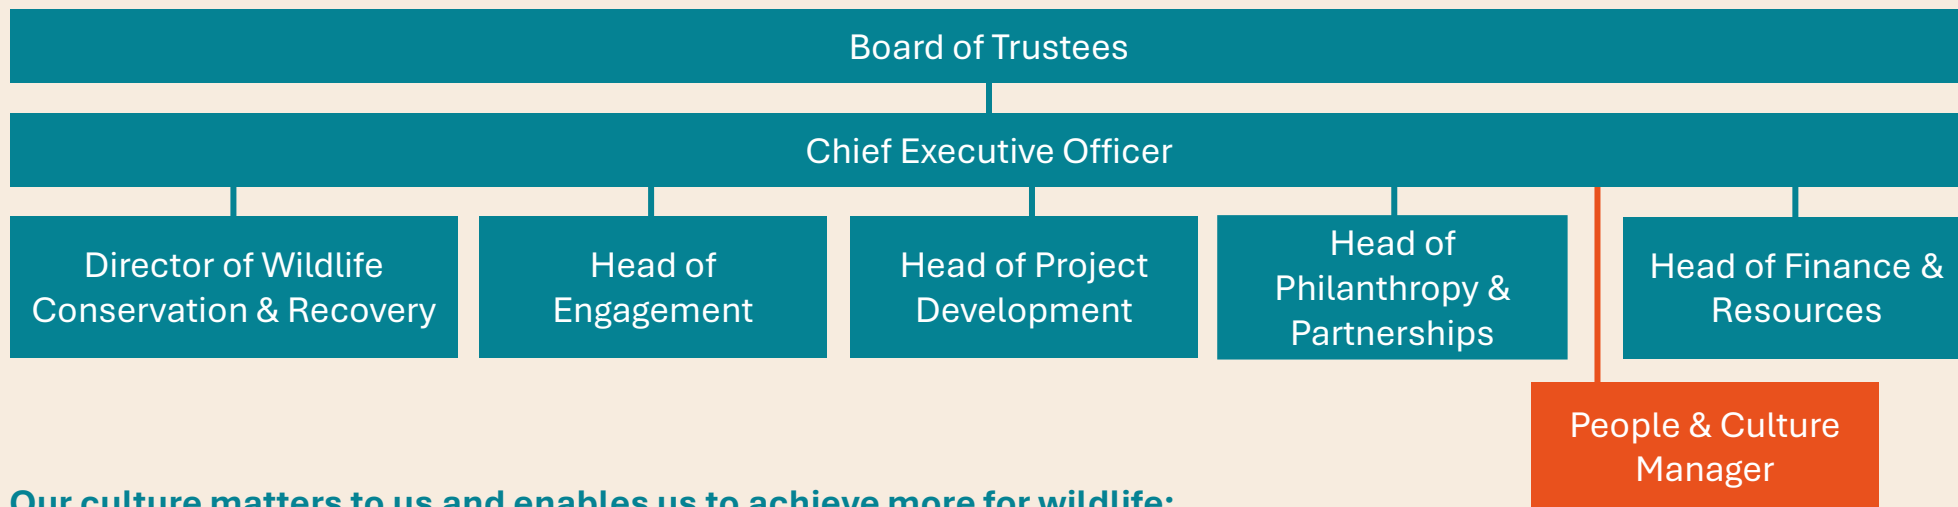 Board of Trustees
Chief Executive Officer
Director of Wildlife
Conservation & Recovery
Head of
Engagement
Head of Project
Development
Head of
Philanthropy &
Partnerships
Head of Finance &
Resources
People & Culture
Manager
Our culture matters to us and enables us to achieve more for wildlife: